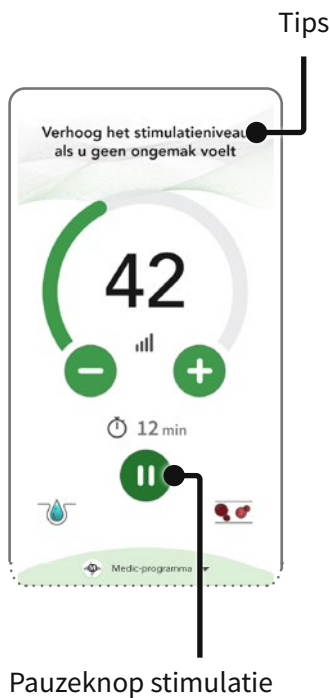 Tips
Verhoog het stimulatieniveau
als u geen ongemak voelt
42
12 min
Medic-programma
Pauzeknop stimulatie